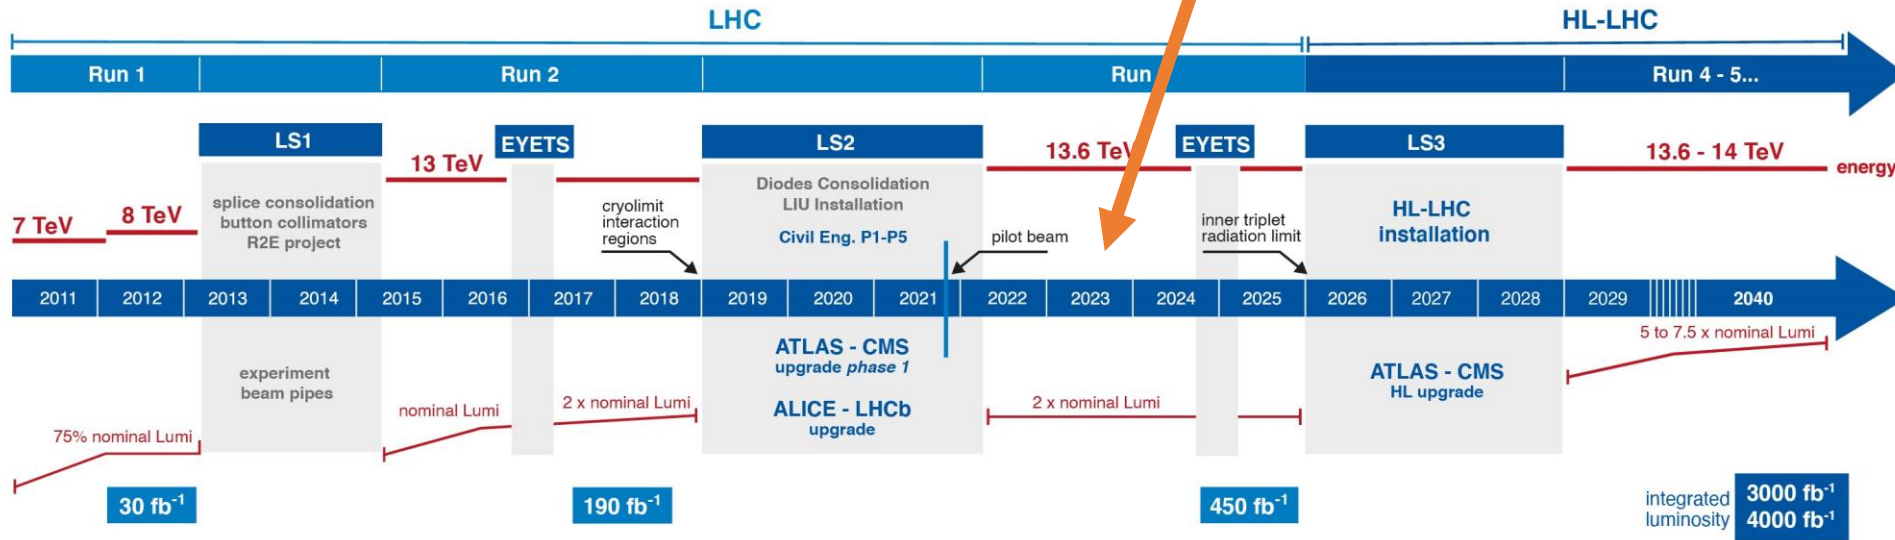 LHC
HL-LHC
Run 1
Run 2
Run
Run 4 - 5...
LS1
EYETS
LS2
EYETS
LS3
7 TeV
8 TeV
13 TeV
13.6 TeV
13.6 - 14 TeV
energy
splice consolidation
button collimators
R2E project
cryolimit
interaction
regions
Diodes Consolidation
LIU Installation
Civil Eng. P1-P5
pilot beam
inner triplet
radiation limit
HL-LHC
installation
2011
2012
2013
2014
2015
2016
2017
2018
2019
2020
2021
2022
2023
2024
2025
2026
2027
2028
2029
2040
experiment
beam pipes
ATLAS - CMS
upgrade phase 1
ALICE - LHCb
upgrade
ATLAS - CMS
HL upgrade
75% nominal Lumi
nominal Lumi
2 x nominal Lumi
2 x nominal Lumi
5 to 7.5 x nominal Lumi
30 fb⁻¹
190 fb⁻¹
450 fb⁻¹
integrated
luminosity
3000 fb⁻¹
4000 fb⁻¹